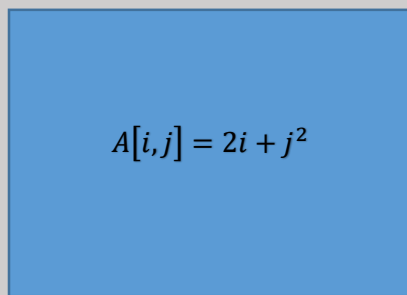 A[i, j] = 2i + j²